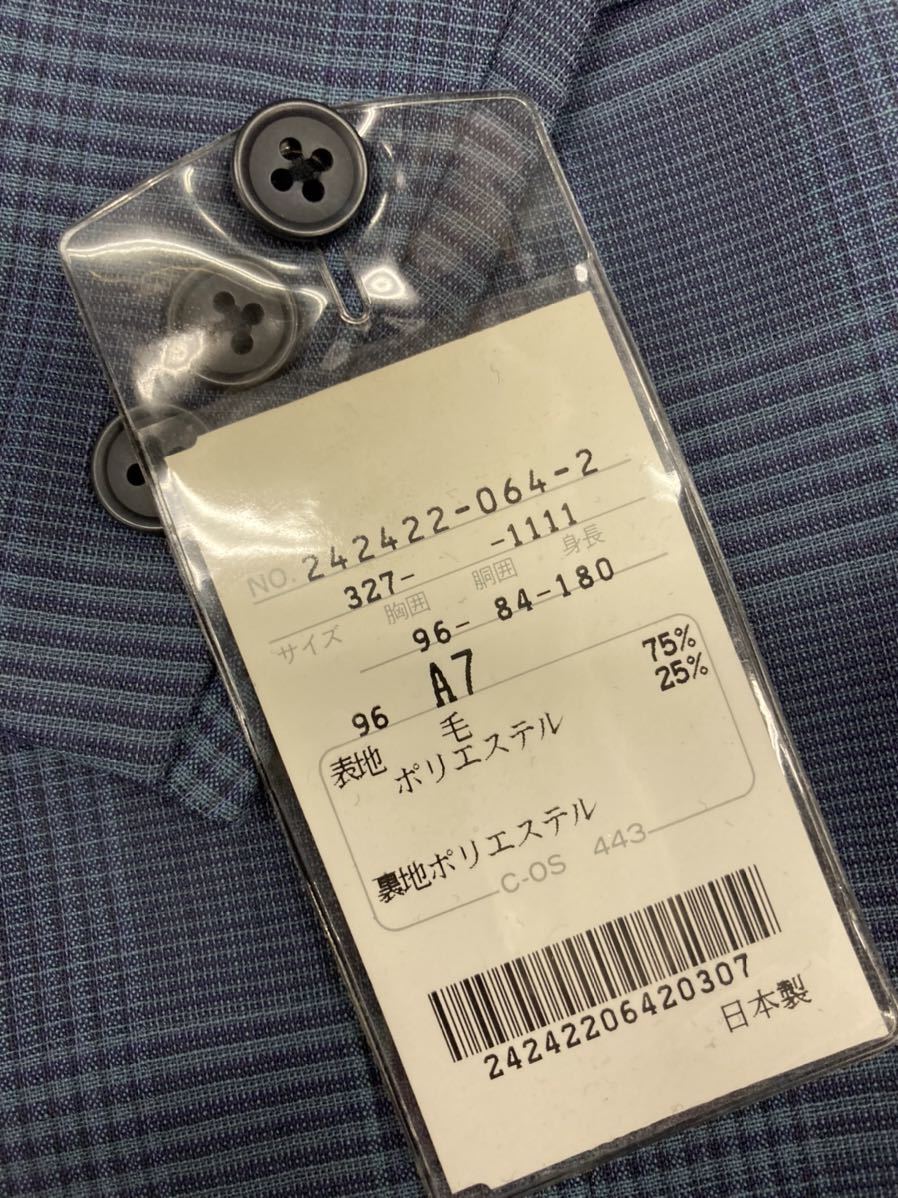 NO. 242422-064-2
327-　　-1111
サイズ 胸囲 胴囲 身長
96- 84-180
96 A7
表地 毛 75%
ポリエステル 25%
裏地ポリエステル
C-OS 443
24242206420307
日本製